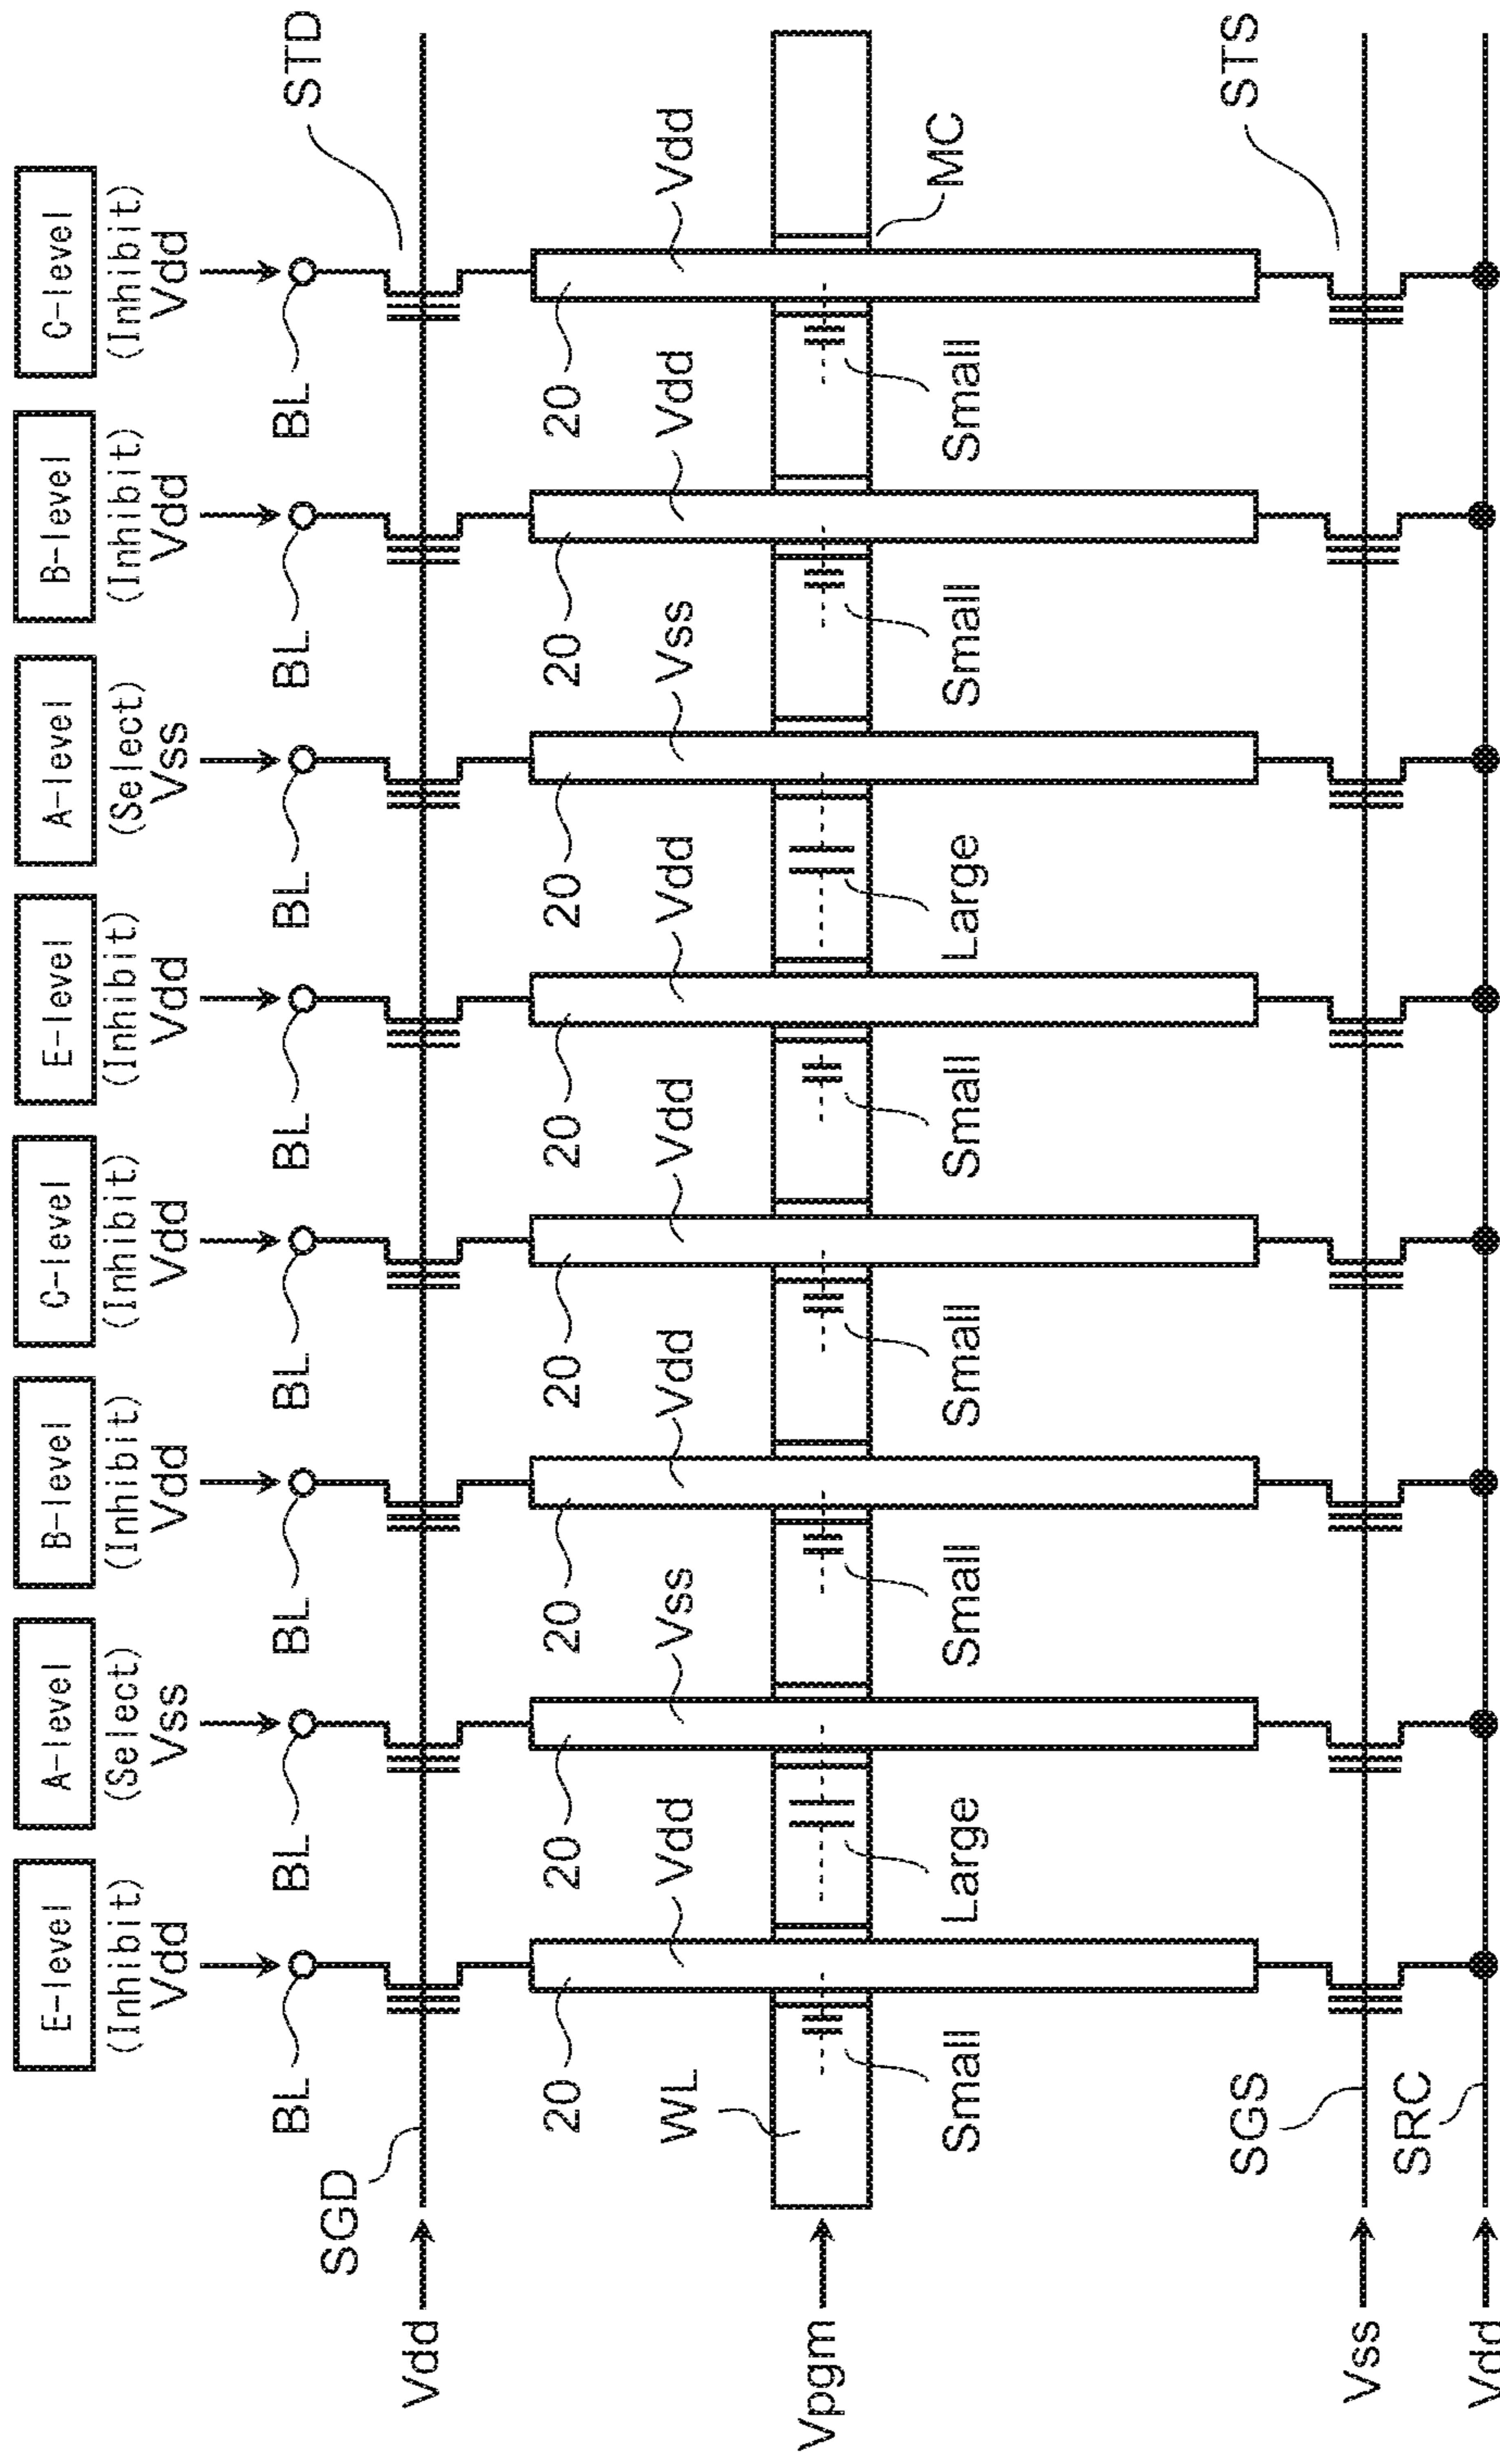 E-level A-level B-level C-level E-level A-level B-level C-level
(Inhibit) (Select) (Inhibit) (Inhibit) (Inhibit) (Select) (Inhibit) (Inhibit)
Vdd Vss Vdd Vdd Vdd Vss Vdd Vdd
BL BL BL BL BL BL BL BL STD
SGD
Vdd
20 20 20 20 20 20 20 20
WL Vdd Vss Vdd Vdd Vdd Vss Vdd Vdd
Vpgm
Small Large Small Small Small Large Small Small MC
SGS STS
Vss
SRC
Vdd